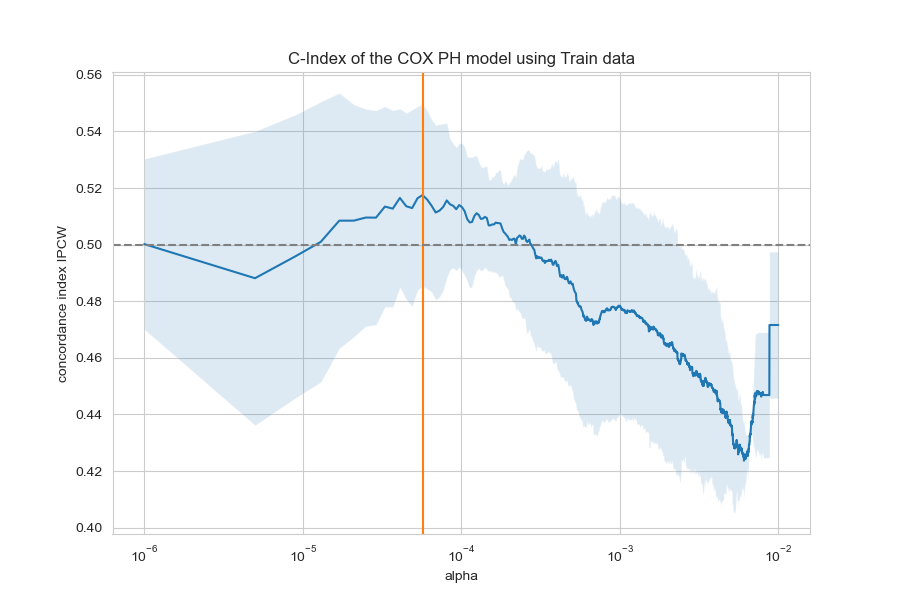 C-Index of the COX PH model using Train data
0.56
0.54
0.52
0.50
0.48
0.46
0.44
0.42
0.40
concordance index IPCW
10⁻⁶ 10⁻⁵ 10⁻⁴ 10⁻³ 10⁻²
alpha